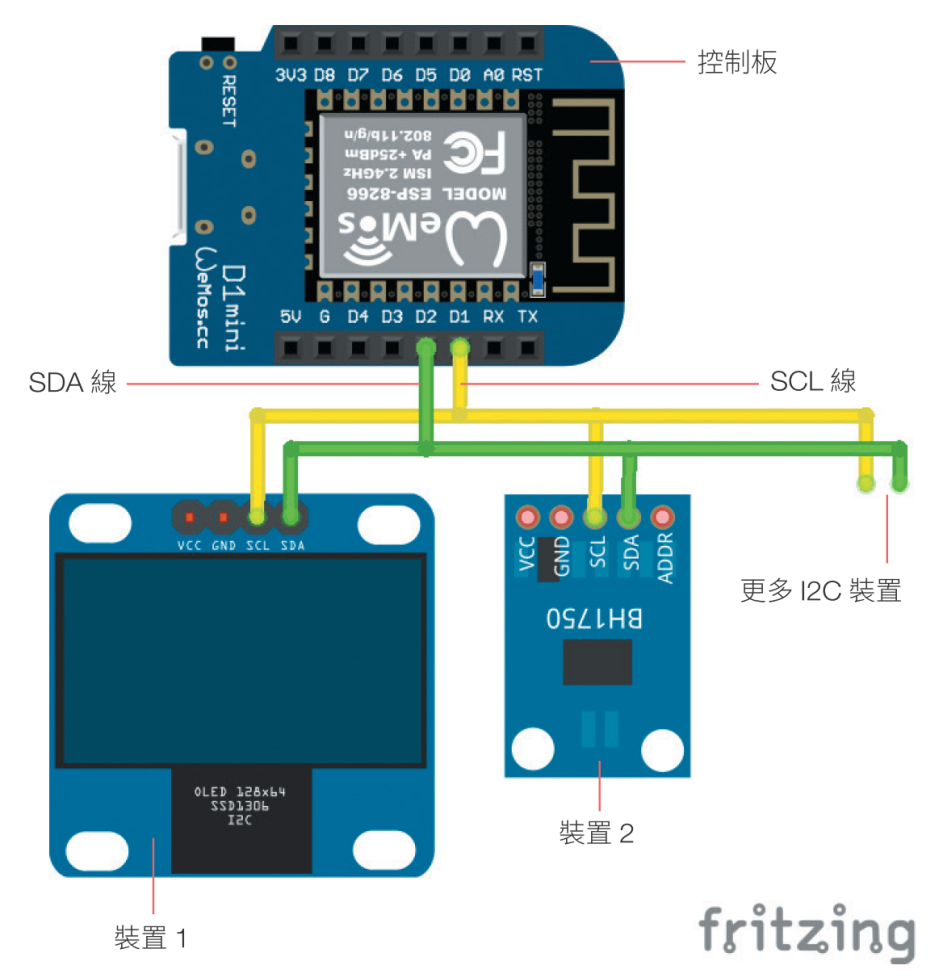 控制板
3V3 D8 D7 D6 D5 D0 A0 RST
RESET
802.11b/g/n
PA +25dBm
ISM 2.4GHz
MODEL ESP-8266
FC
WeMos
D1 mini
WeMos.cc
5V G D4 D3 D2 D1 RX TX
SDA 線
SCL 線
VCC GND SCL SDA
VCC GND SCL SDA ADDR
更多 I2C 裝置
BH1750
OLED 128x64
SSD1306
I2C
裝置 2
裝置 1
fritzing